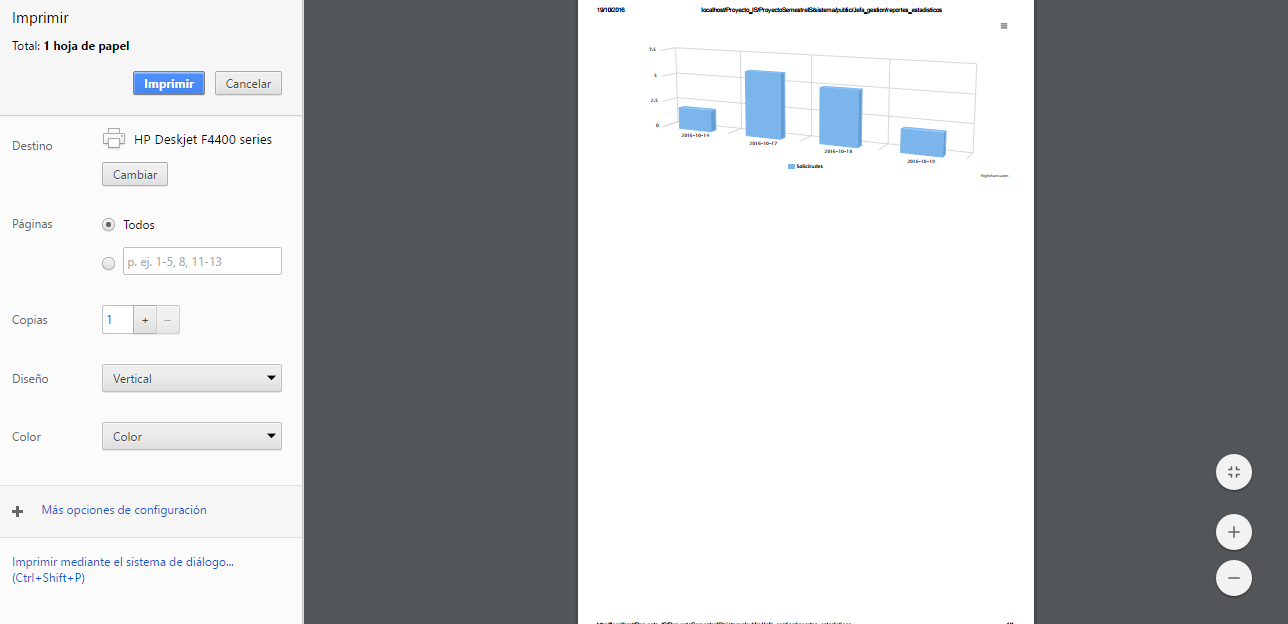 Imprimir
Total: 1 hoja de papel
Imprimir
Cancelar
Destino
HP Deskjet F4400 series
Cambiar
Páginas
Todos
p. ej. 1-5, 8, 11-13
Copias
1
+
−
Diseño
Vertical
Color
Color
Más opciones de configuración
Imprimir mediante el sistema de diálogo...
(Ctrl+Shift+P)
19/10/2016
localhost/Proyecto_IS/ProyectoSemestreIS/sistema/public/Jefa_gestion/reportes_estadisticos
7.5
5
2.5
0
2016-10-14
2016-10-17
2016-10-18
2016-10-19
Solicitudes
Highcharts.com